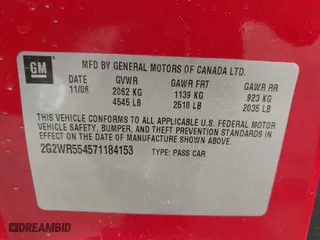 GM
MFD BY GENERAL MOTORS OF CANADA LTD.
DATE GVWR GAWR FRT GAWR RR
11/06 2062 KG 1139 KG 923 KG
4545 LB 2510 LB 2035 LB
THIS VEHICLE CONFORMS TO ALL APPLICABLE U.S. FEDERAL MOTOR
VEHICLE SAFETY, BUMPER, AND THEFT PREVENTION STANDARDS IN
EFFECT ON THE DATE OF MANUFACTURE SHOWN ABOVE.
2G2WR554571184153 TYPE: PASS CAR